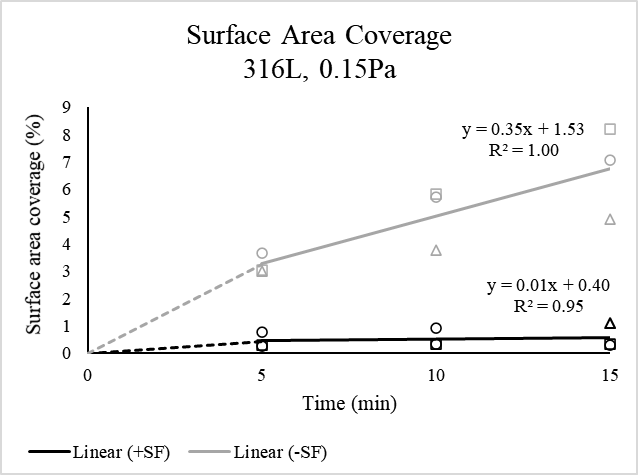 Surface Area Coverage
316L, 0.15Pa
Surface area coverage (%)
9
8
7
6
5
4
3
2
1
0
y = 0.35x + 1.53
R² = 1.00
y = 0.01x + 0.40
R² = 0.95
0 5 10 15
Time (min)
Linear (+SF) Linear (-SF)